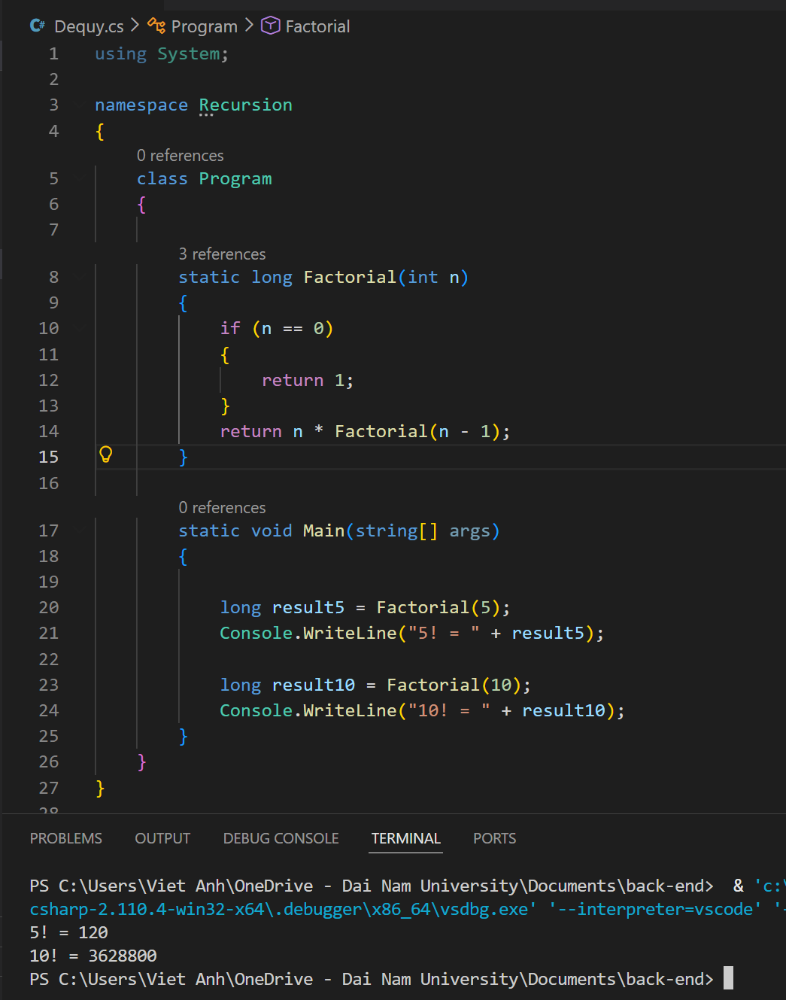 Dequy.cs > Program > Factorial
1 using System;
2
3 namespace Recursion
4 {
0 references
5 class Program
6 {
7
3 references
8 static long Factorial(int n)
9 {
10 if (n == 0)
11 {
12 return 1;
13 }
14 return n * Factorial(n - 1);
15 }
16
0 references
17 static void Main(string[] args)
18 {
19
20 long result5 = Factorial(5);
21 Console.WriteLine("5! = " + result5);
22
23 long result10 = Factorial(10);
24 Console.WriteLine("10! = " + result10);
25 }
26 }
27 }
28
PROBLEMS OUTPUT DEBUG CONSOLE TERMINAL PORTS
PS C:\Users\Viet Anh\OneDrive - Dai Nam University\Documents\back-end> & 'c:\
csharp-2.110.4-win32-x64\.debugger\x86_64\vsdbg.exe' '--interpreter=vscode' '-
5! = 120
10! = 3628800
PS C:\Users\Viet Anh\OneDrive - Dai Nam University\Documents\back-end>